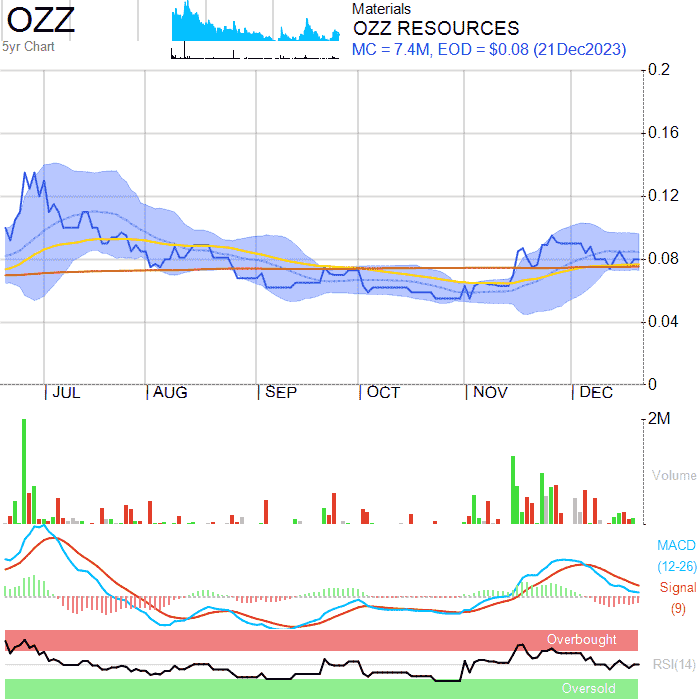 OZZ
5yr Chart
Materials
OZZ RESOURCES
MC = 7.4M, EOD = $0.08 (21Dec2023)
0.2
0.16
0.12
0.08
0.04
0
JUL AUG SEP OCT NOV DEC
2M
Volume
MACD
(12-26)
Signal
(9)
Overbought
RSI(14)
Oversold